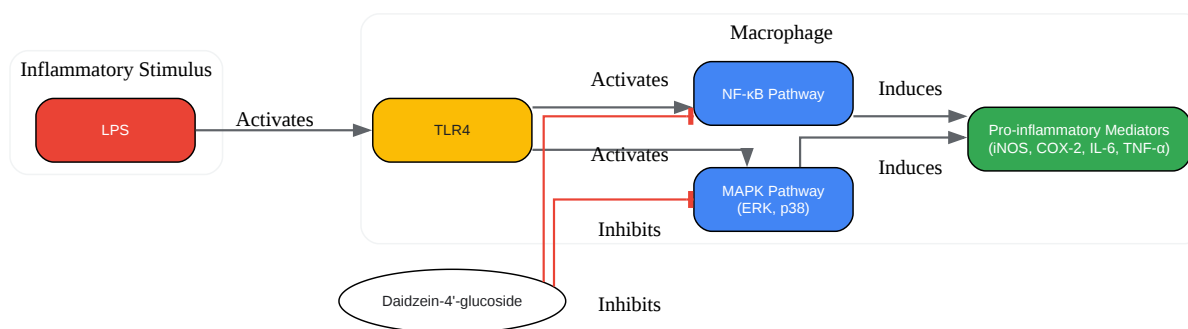 Macrophage
Inflammatory Stimulus
LPS
Activates
TLR4
Activates
NF-κB Pathway
Induces
Activates
MAPK Pathway
(ERK, p38)
Induces
Pro-inflammatory Mediators
(iNOS, COX-2, IL-6, TNF-α)
Inhibits
Daidzein-4'-glucoside
Inhibits